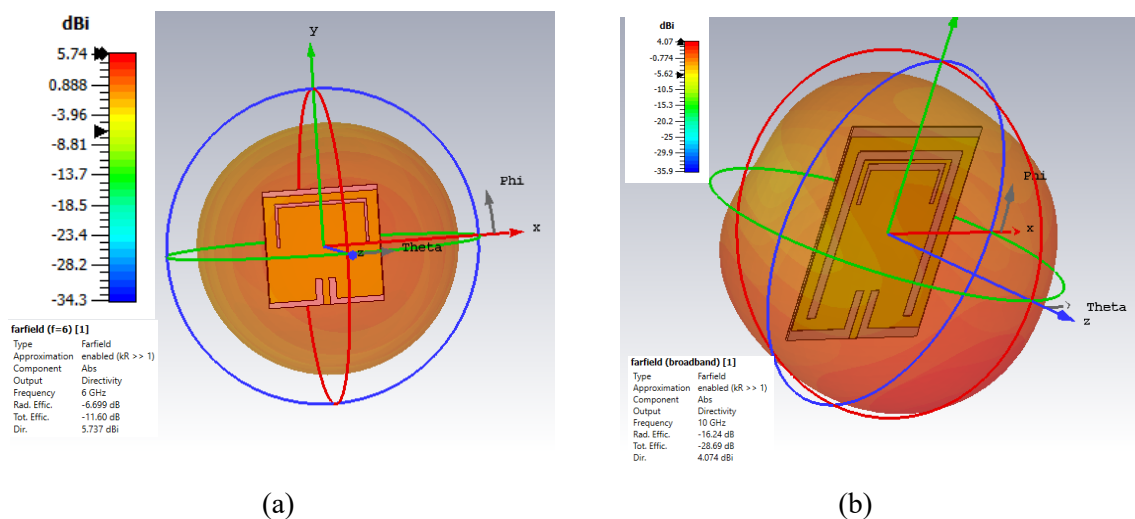 dBi
5.74
0.888
-3.96
-8.81
-13.7
-18.5
-23.4
-28.2
-34.3
y
Phi
x
Theta
z
farfield (f=6) [1]
Type Farfield
Approximation enabled (kR >> 1)
Component Abs
Output Directivity
Frequency 6 GHz
Rad. Effic. -6.699 dB
Tot. Effic. -11.60 dB
Dir. 5.737 dBi
(a)
dBi
4.07
-0.774
-5.62
-10.5
-15.3
-20.2
-25
-29.9
-35.9
Phi
x
Theta
z
farfield (broadband) [1]
Type Farfield
Approximation enabled (kR >> 1)
Component Abs
Output Directivity
Frequency 10 GHz
Rad. Effic. -16.24 dB
Tot. Effic. -28.69 dB
Dir. 4.074 dBi
(b)